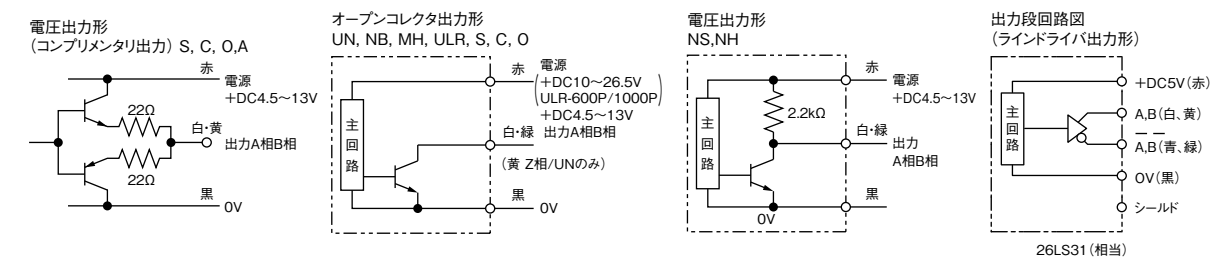 電圧出力形
(コンプリメンタリ出力) S, C, O,A
赤
電源
+DC4.5～13V
22Ω
白・黄
出力A相B相
22Ω
黒
0V
オープンコレクタ出力形
UN, NB, MH, ULR, S, C, O
赤
電源
+DC10～26.5V
ULR-600P/1000P
+DC4.5～13V
主回路
白・緑
出力A相B相
(黄 Z相/UNのみ)
黒
0V
電圧出力形
NS,NH
赤
電源
+DC4.5～13V
2.2kΩ
主回路
白・緑
出力
A相B相
黒
0V
出力段回路図
(ラインドライバ出力形)
+DC5V(赤)
主回路
A,B(白、黄)
A̅,B̅(青、緑)
0V(黒)
シールド
26LS31(相当)